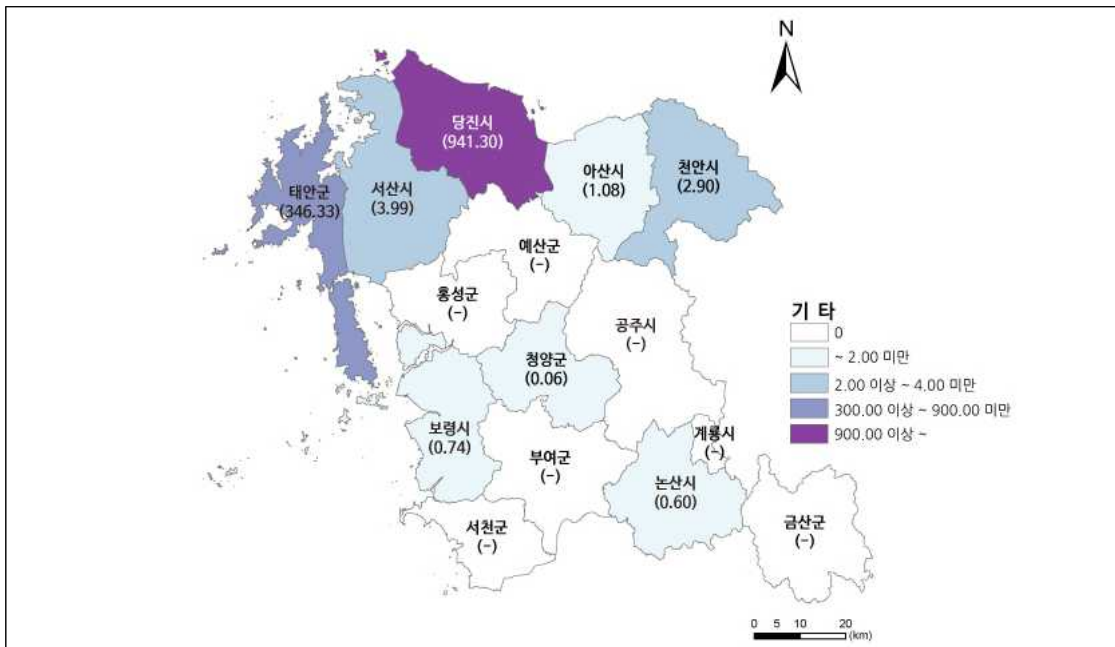 N
당진시
(941.30)
아산시
(1.08)
천안시
(2.90)
태안군
(346.33)
서산시
(3.99)
예산군
(-)
홍성군
(-)
공주시
(-)
청양군
(0.06)
보령시
(0.74)
부여군
(-)
계룡시
(-)
논산시
(0.60)
서천군
(-)
금산군
(-)
기 타
0
~ 2.00 미만
2.00 이상 ~ 4.00 미만
300.00 이상 ~ 900.00 미만
900.00 이상 ~
0 5 10 20
(km)